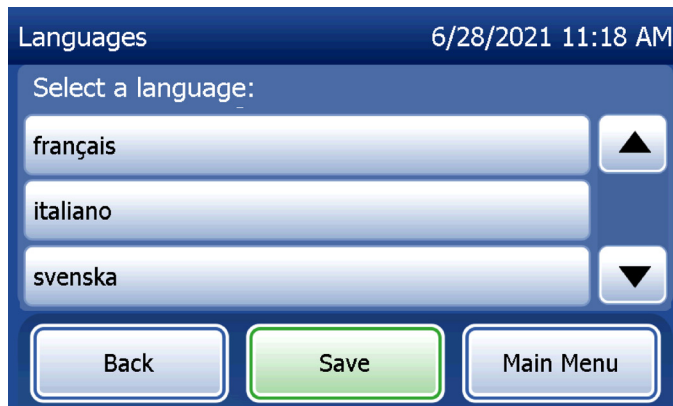 Languages 6/28/2021 11:18 AM
Select a language:
français
italiano
svenska
Back Save Main Menu